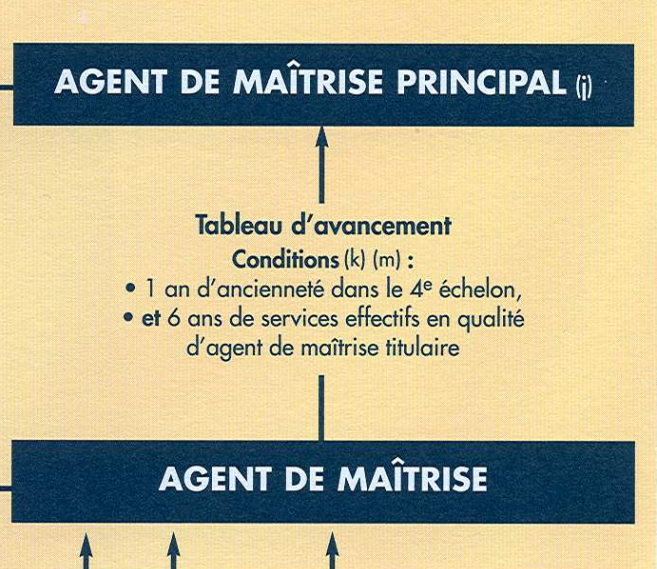 AGENT DE MAÎTRISE PRINCIPAL (j)
Tableau d'avancement
Conditions (k) (m) :
• 1 an d'ancienneté dans le 4e échelon,
• et 6 ans de services effectifs en qualité
d'agent de maîtrise titulaire
AGENT DE MAÎTRISE